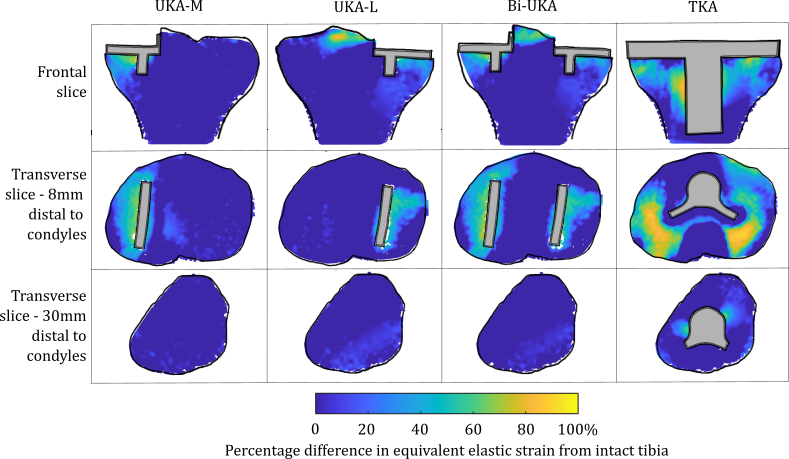 UKA-M UKA-L Bi-UKA TKA
Frontal
slice
Transverse
slice - 8mm
distal to
condyles
Transverse
slice - 30mm
distal to
condyles
0 20 40 60 80 100%
Percentage difference in equivalent elastic strain from intact tibia